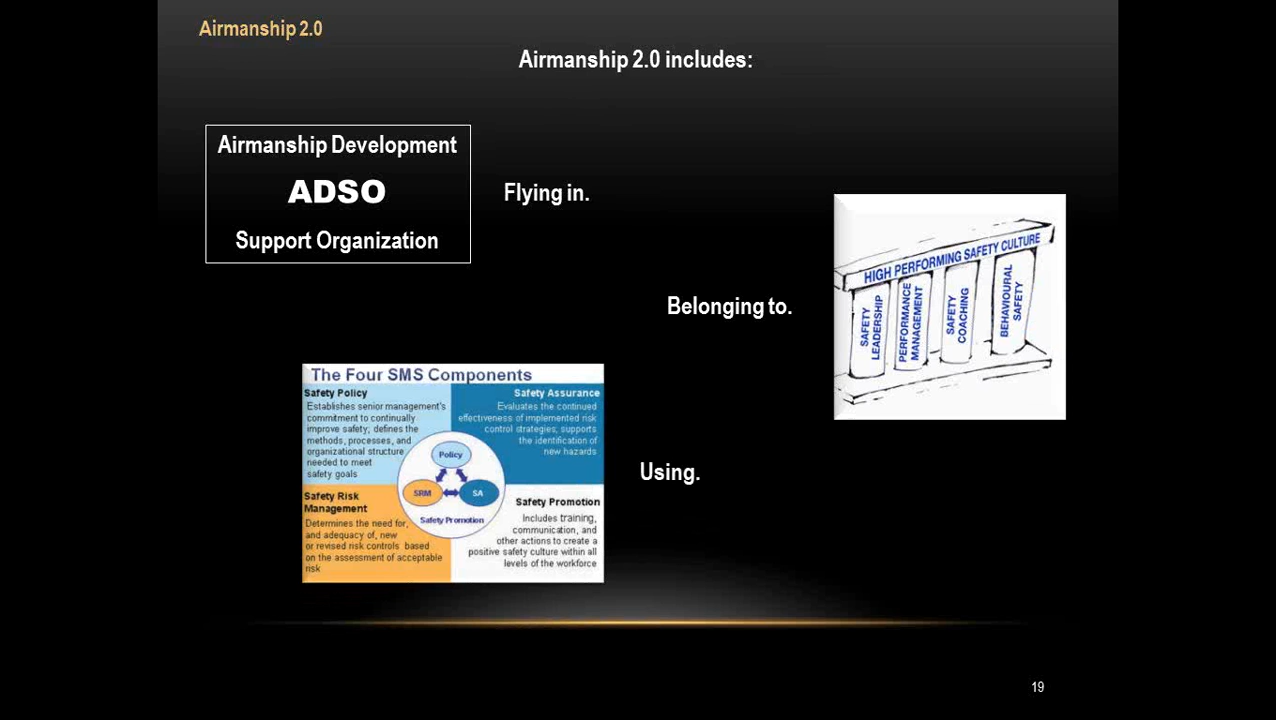 Airmanship 2.0
Airmanship 2.0 includes:
Airmanship Development
ADSO
Support Organization
Flying in.
HIGH PERFORMING SAFETY CULTURE
SAFETY
LEADERSHIP
PERFORMANCE
MANAGEMENT
SAFETY
COACHING
BEHAVIOURAL
SAFETY
Belonging to.
The Four SMS Components
Safety Policy
Establishes senior management's
commitment to continually
improve safety; defines the
methods, processes, and
organizational structure
needed to meet
safety goals
Safety Assurance
Evaluates the continued
effectiveness of implemented risk
control strategies; supports
the identification of
new hazards
Policy
SRM
SA
Safety Promotion
Safety Risk
Management
Determines the need for,
and adequacy of, new
or revised risk controls based
on the assessment of acceptable
risk
Safety Promotion
Includes training,
communication, and
other actions to create a
positive safety culture within all
levels of the workforce
Using.
19